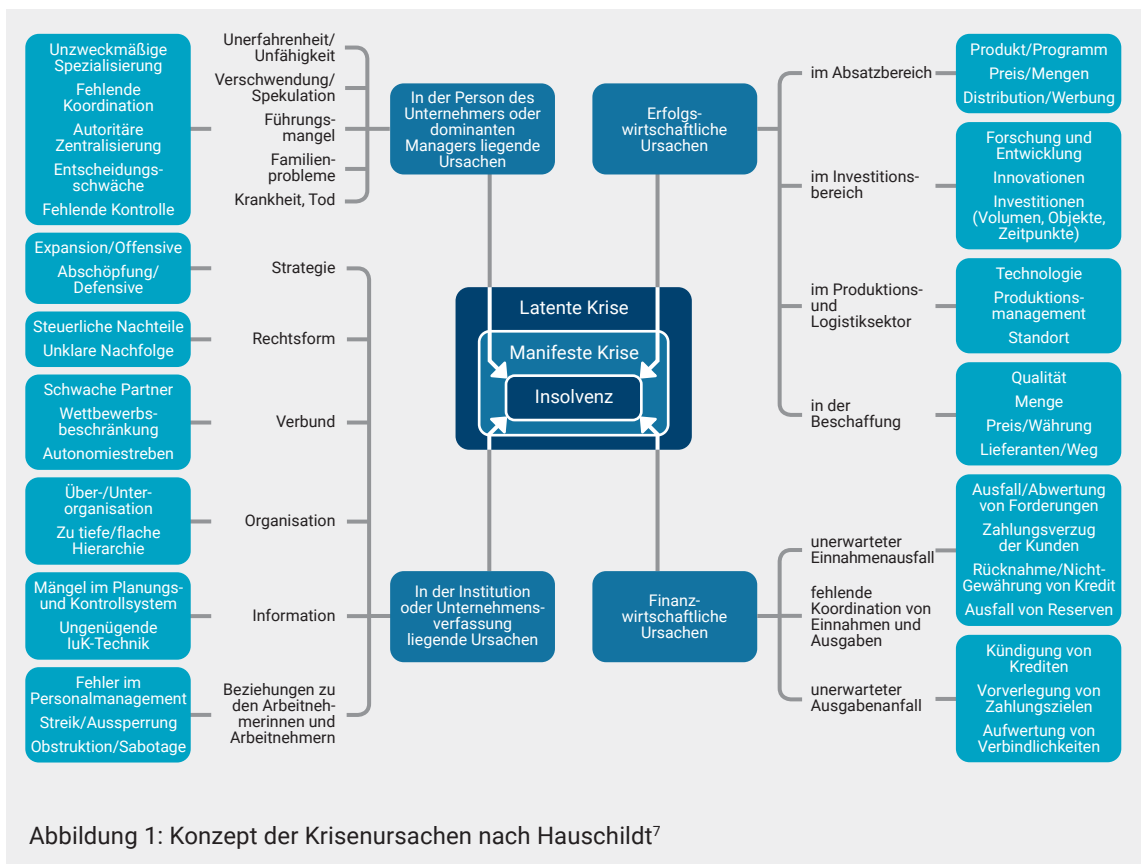 Unzweckmäßige
Spezialisierung
Fehlende
Koordination
Autoritäre
Zentralisierung
Entscheidungs-
schwäche
Fehlende Kontrolle
Unerfahrenheit/
Unfähigkeit
Verschwendung/
Spekulation
Führungs-
mangel
Familien-
probleme
Krankheit, Tod
In der Person des
Unternehmers oder
dominanten
Managers liegende
Ursachen
Erfolgs-
wirtschaftliche
Ursachen
im Absatzbereich
Produkt/Programm
Preis/Mengen
Distribution/Werbung
im Investitions-
bereich
Forschung und
Entwicklung
Innovationen
Investitionen
(Volumen, Objekte,
Zeitpunkte)
im Produktions-
und
Logistiksektor
Technologie
Produktions-
management
Standort
in der
Beschaffung
Qualität
Menge
Preis/Währung
Lieferanten/Weg
Latente Krise
Manifeste Krise
Insolvenz
Expansion/Offensive
Abschöpfung/
Defensive
Strategie
Steuerliche Nachteile
Unklare Nachfolge
Rechtsform
Schwache Partner
Wettbewerbs-
beschränkung
Autonomiestreben
Verbund
Über-/Unter-
organisation
Zu tiefe/flache
Hierarchie
Organisation
Mängel im Planungs-
und Kontrollsystem
Ungenügende
IuK-Technik
Information
Fehler im
Personalmanagement
Streik/Aussperrung
Obstruktion/Sabotage
Beziehungen zu
den Arbeitneh-
merinnen und
Arbeitnehmern
In der Institution
oder Unternehmens-
verfassung
liegende Ursachen
Finanz-
wirtschaftliche
Ursachen
unerwarteter
Einnahmenausfall
fehlende
Koordination von
Einnahmen und
Ausgaben
unerwarteter
Ausgabenanfall
Ausfall/Abwertung
von Forderungen
Zahlungsverzug
der Kunden
Rücknahme/Nicht-
Gewährung von Kredit
Ausfall von Reserven
Kündigung von
Krediten
Vorverlegung von
Zahlungszielen
Aufwertung von
Verbindlichkeiten
Abbildung 1: Konzept der Krisenursachen nach Hauschildt⁷